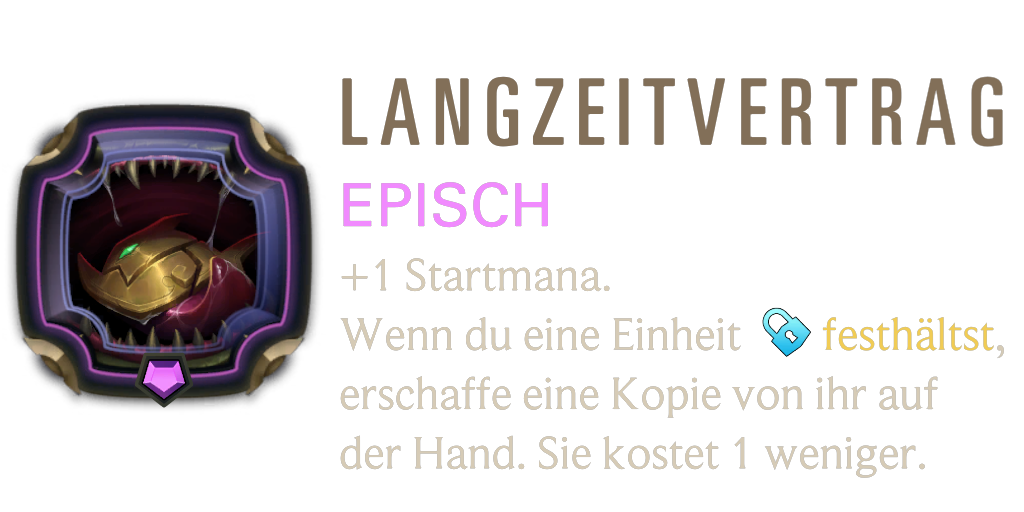 LANGZEITVERTRAG
EPISCH
+1 Startmana.
Wenn du eine Einheit festhältst,
erschaffe eine Kopie von ihr auf
der Hand. Sie kostet 1 weniger.